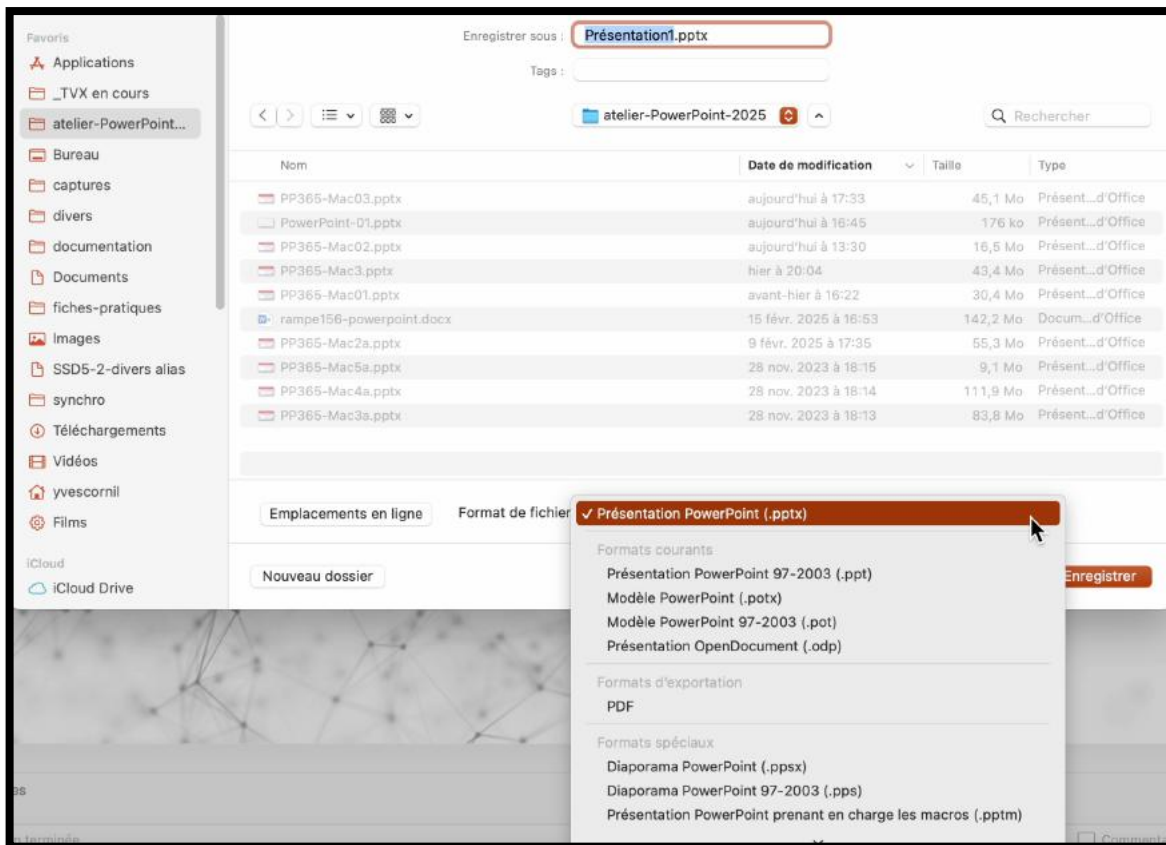 Favoris
Applications
_TVX en cours
atelier-PowerPoint...
Bureau
captures
divers
documentation
Documents
fiches-pratiques
Images
SSD5-2-divers alias
synchro
Téléchargements
Vidéos
yvescornil
Films
iCloud
iCloud Drive
Enregistrer sous : Présentation1.pptx
Tags :
atelier-PowerPoint-2025 Rechercher
Nom Date de modification Taille Type
PP365-Mac03.pptx aujourd'hui à 17:33 45,1 Mo Présent...d'Office
PowerPoint-01.pptx aujourd'hui à 16:45 176 ko Présent...d'Office
PP365-Mac02.pptx aujourd'hui à 13:30 16,5 Mo Présent...d'Office
PP365-Mac3.pptx hier à 20:04 43,4 Mo Présent...d'Office
PP365-Mac01.pptx avant-hier à 16:22 30,4 Mo Présent...d'Office
rampe156-powerpoint.docx 15 févr. 2025 à 16:53 142,2 Mo Docum...d'Office
PP365-Mac2a.pptx 9 févr. 2025 à 17:35 55,3 Mo Présent...d'Office
PP365-Mac5a.pptx 28 nov. 2023 à 18:15 9,1 Mo Présent...d'Office
PP365-Mac4a.pptx 28 nov. 2023 à 18:14 111,9 Mo Présent...d'Office
PP365-Mac3a.pptx 28 nov. 2023 à 18:13 83,8 Mo Présent...d'Office
Emplacements en ligne Format de fichier ✓ Présentation PowerPoint (.pptx)
Formats courants
Présentation PowerPoint 97-2003 (.ppt)
Modèle PowerPoint (.potx)
Modèle PowerPoint 97-2003 (.pot)
Présentation OpenDocument (.odp)
Formats d'exportation
PDF
Formats spéciaux
Diaporama PowerPoint (.ppsx)
Diaporama PowerPoint 97-2003 (.pps)
Présentation PowerPoint prenant en charge les macros (.pptm)
Nouveau dossier Enregistrer
es
n terminée Commenta